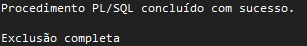 Procedimento PL/SQL concluído com sucesso.
Exclusão completa